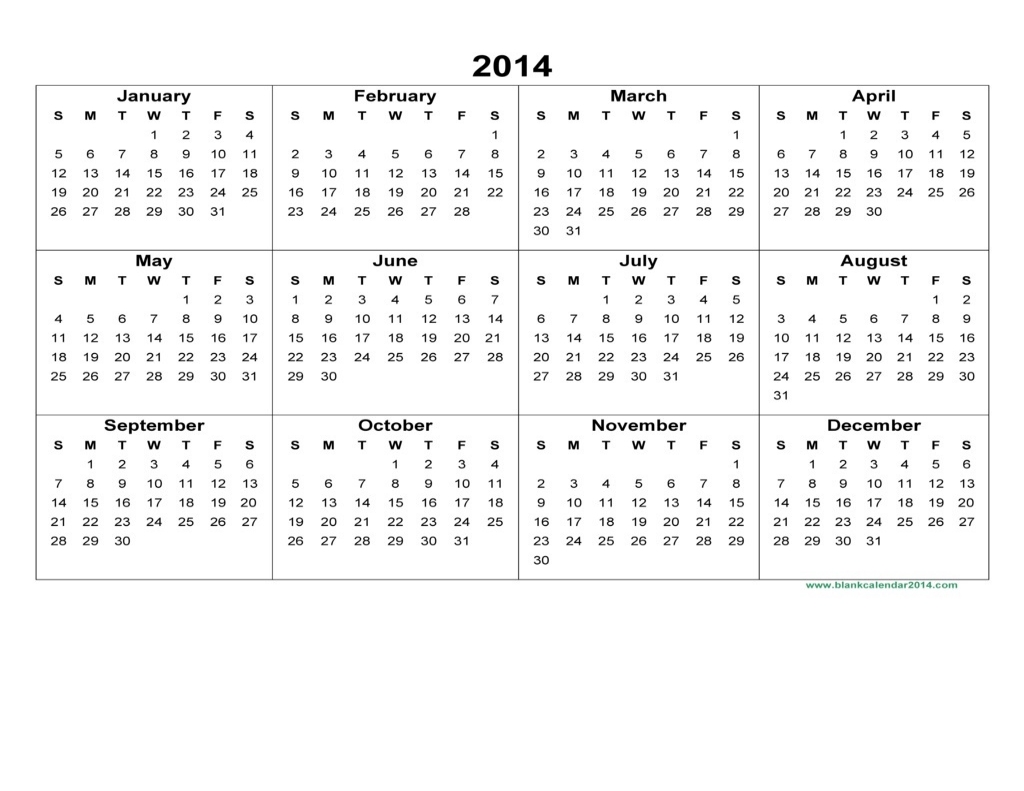 2014
January
S M T W T F S
1 2 3 4
5 6 7 8 9 10 11
12 13 14 15 16 17 18
19 20 21 22 23 24 25
26 27 28 29 30 31
February
S M T W T F S
1
2 3 4 5 6 7 8
9 10 11 12 13 14 15
16 17 18 19 20 21 22
23 24 25 26 27 28
March
S M T W T F S
1
2 3 4 5 6 7 8
9 10 11 12 13 14 15
16 17 18 19 20 21 22
23 24 25 26 27 28 29
30 31
April
S M T W T F S
1 2 3 4 5
6 7 8 9 10 11 12
13 14 15 16 17 18 19
20 21 22 23 24 25 26
27 28 29 30
May
S M T W T F S
1 2 3
4 5 6 7 8 9 10
11 12 13 14 15 16 17
18 19 20 21 22 23 24
25 26 27 28 29 30 31
June
S M T W T F S
1 2 3 4 5 6 7
8 9 10 11 12 13 14
15 16 17 18 19 20 21
22 23 24 25 26 27 28
29 30
July
S M T W T F S
1 2 3 4 5
6 7 8 9 10 11 12
13 14 15 16 17 18 19
20 21 22 23 24 25 26
27 28 29 30 31
August
S M T W T F S
1 2
3 4 5 6 7 8 9
10 11 12 13 14 15 16
17 18 19 20 21 22 23
24 25 26 27 28 29 30
31
September
S M T W T F S
1 2 3 4 5 6
7 8 9 10 11 12 13
14 15 16 17 18 19 20
21 22 23 24 25 26 27
28 29 30
October
S M T W T F S
1 2 3 4
5 6 7 8 9 10 11
12 13 14 15 16 17 18
19 20 21 22 23 24 25
26 27 28 29 30 31
November
S M T W T F S
1
2 3 4 5 6 7 8
9 10 11 12 13 14 15
16 17 18 19 20 21 22
23 24 25 26 27 28 29
30
December
S M T W T F S
1 2 3 4 5 6
7 8 9 10 11 12 13
14 15 16 17 18 19 20
21 22 23 24 25 26 27
28 29 30 31
www.blankcalendar2014.com